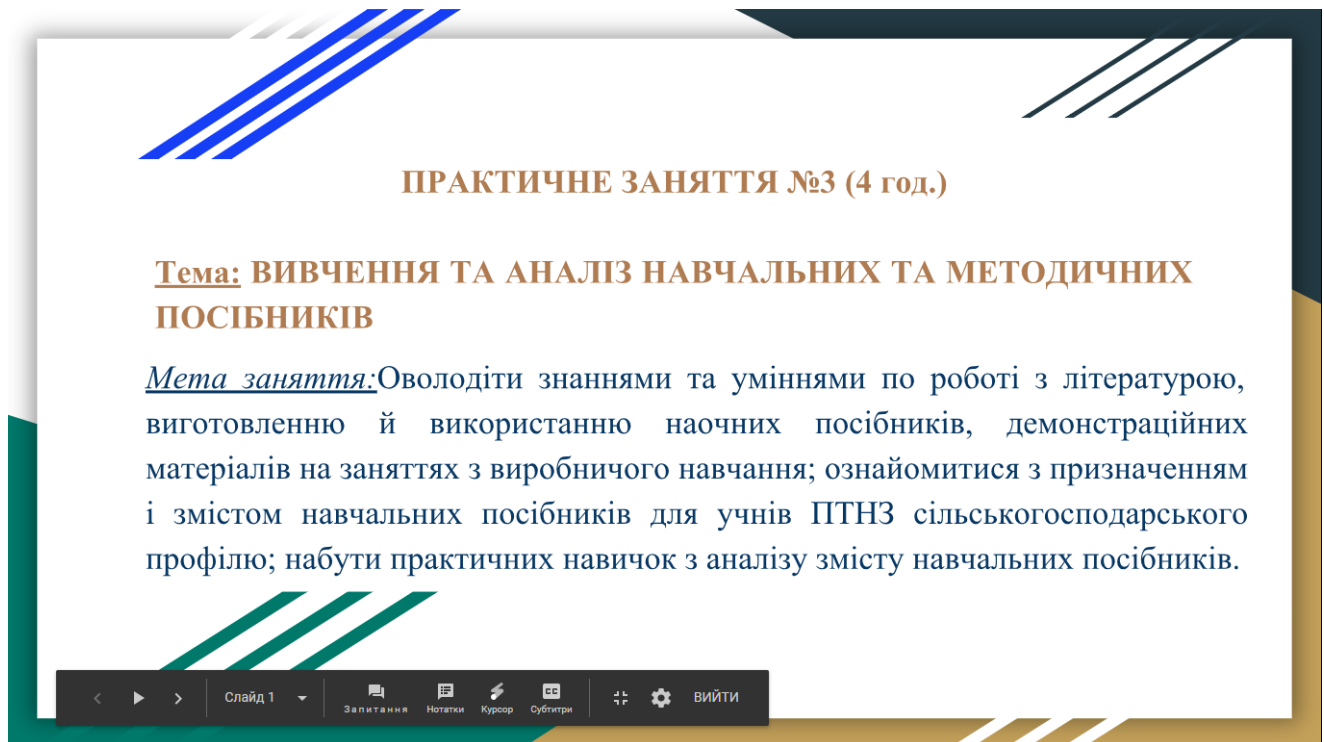 ПРАКТИЧНЕ ЗАНЯТТЯ №3 (4 год.)
Тема: ВИВЧЕННЯ ТА АНАЛІЗ НАВЧАЛЬНИХ ТА МЕТОДИЧНИХ
ПОСІБНИКІВ
Мета заняття:Оволодіти знаннями та уміннями по роботі з літературою,
виготовленню й використанню наочних посібників, демонстраційних
матеріалів на заняттях з виробничого навчання; ознайомитися з призначенням
і змістом навчальних посібників для учнів ПТНЗ сільськогосподарського
профілю; набути практичних навичок з аналізу змісту навчальних посібників.
Слайд 1
Запитання Нотатки Курсор Субтитри
ВИЙТИ